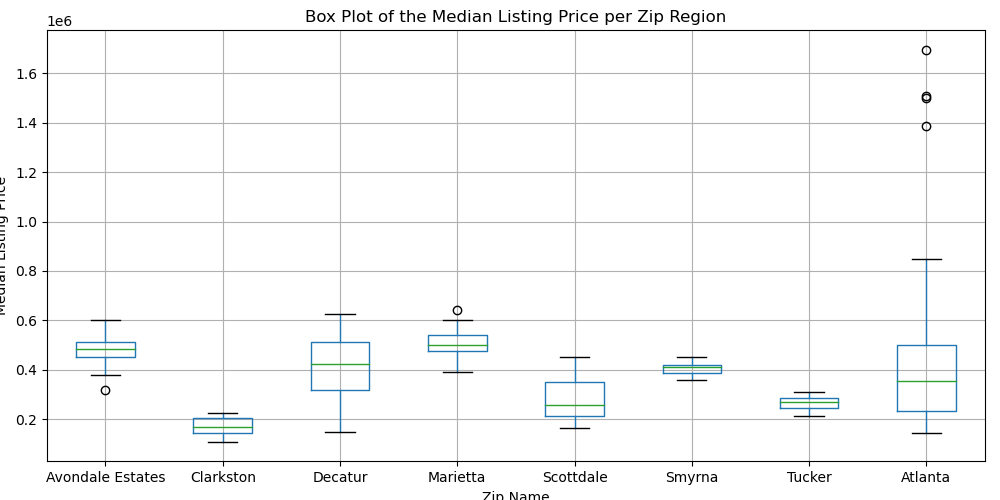 Box Plot of the Median Listing Price per Zip Region
1e6
1.6
1.4
1.2
1.0
0.8
0.6
0.4
0.2
Median Listing Price
Avondale Estates Clarkston Decatur Marietta Scottdale Smyrna Tucker Atlanta
Zip Name